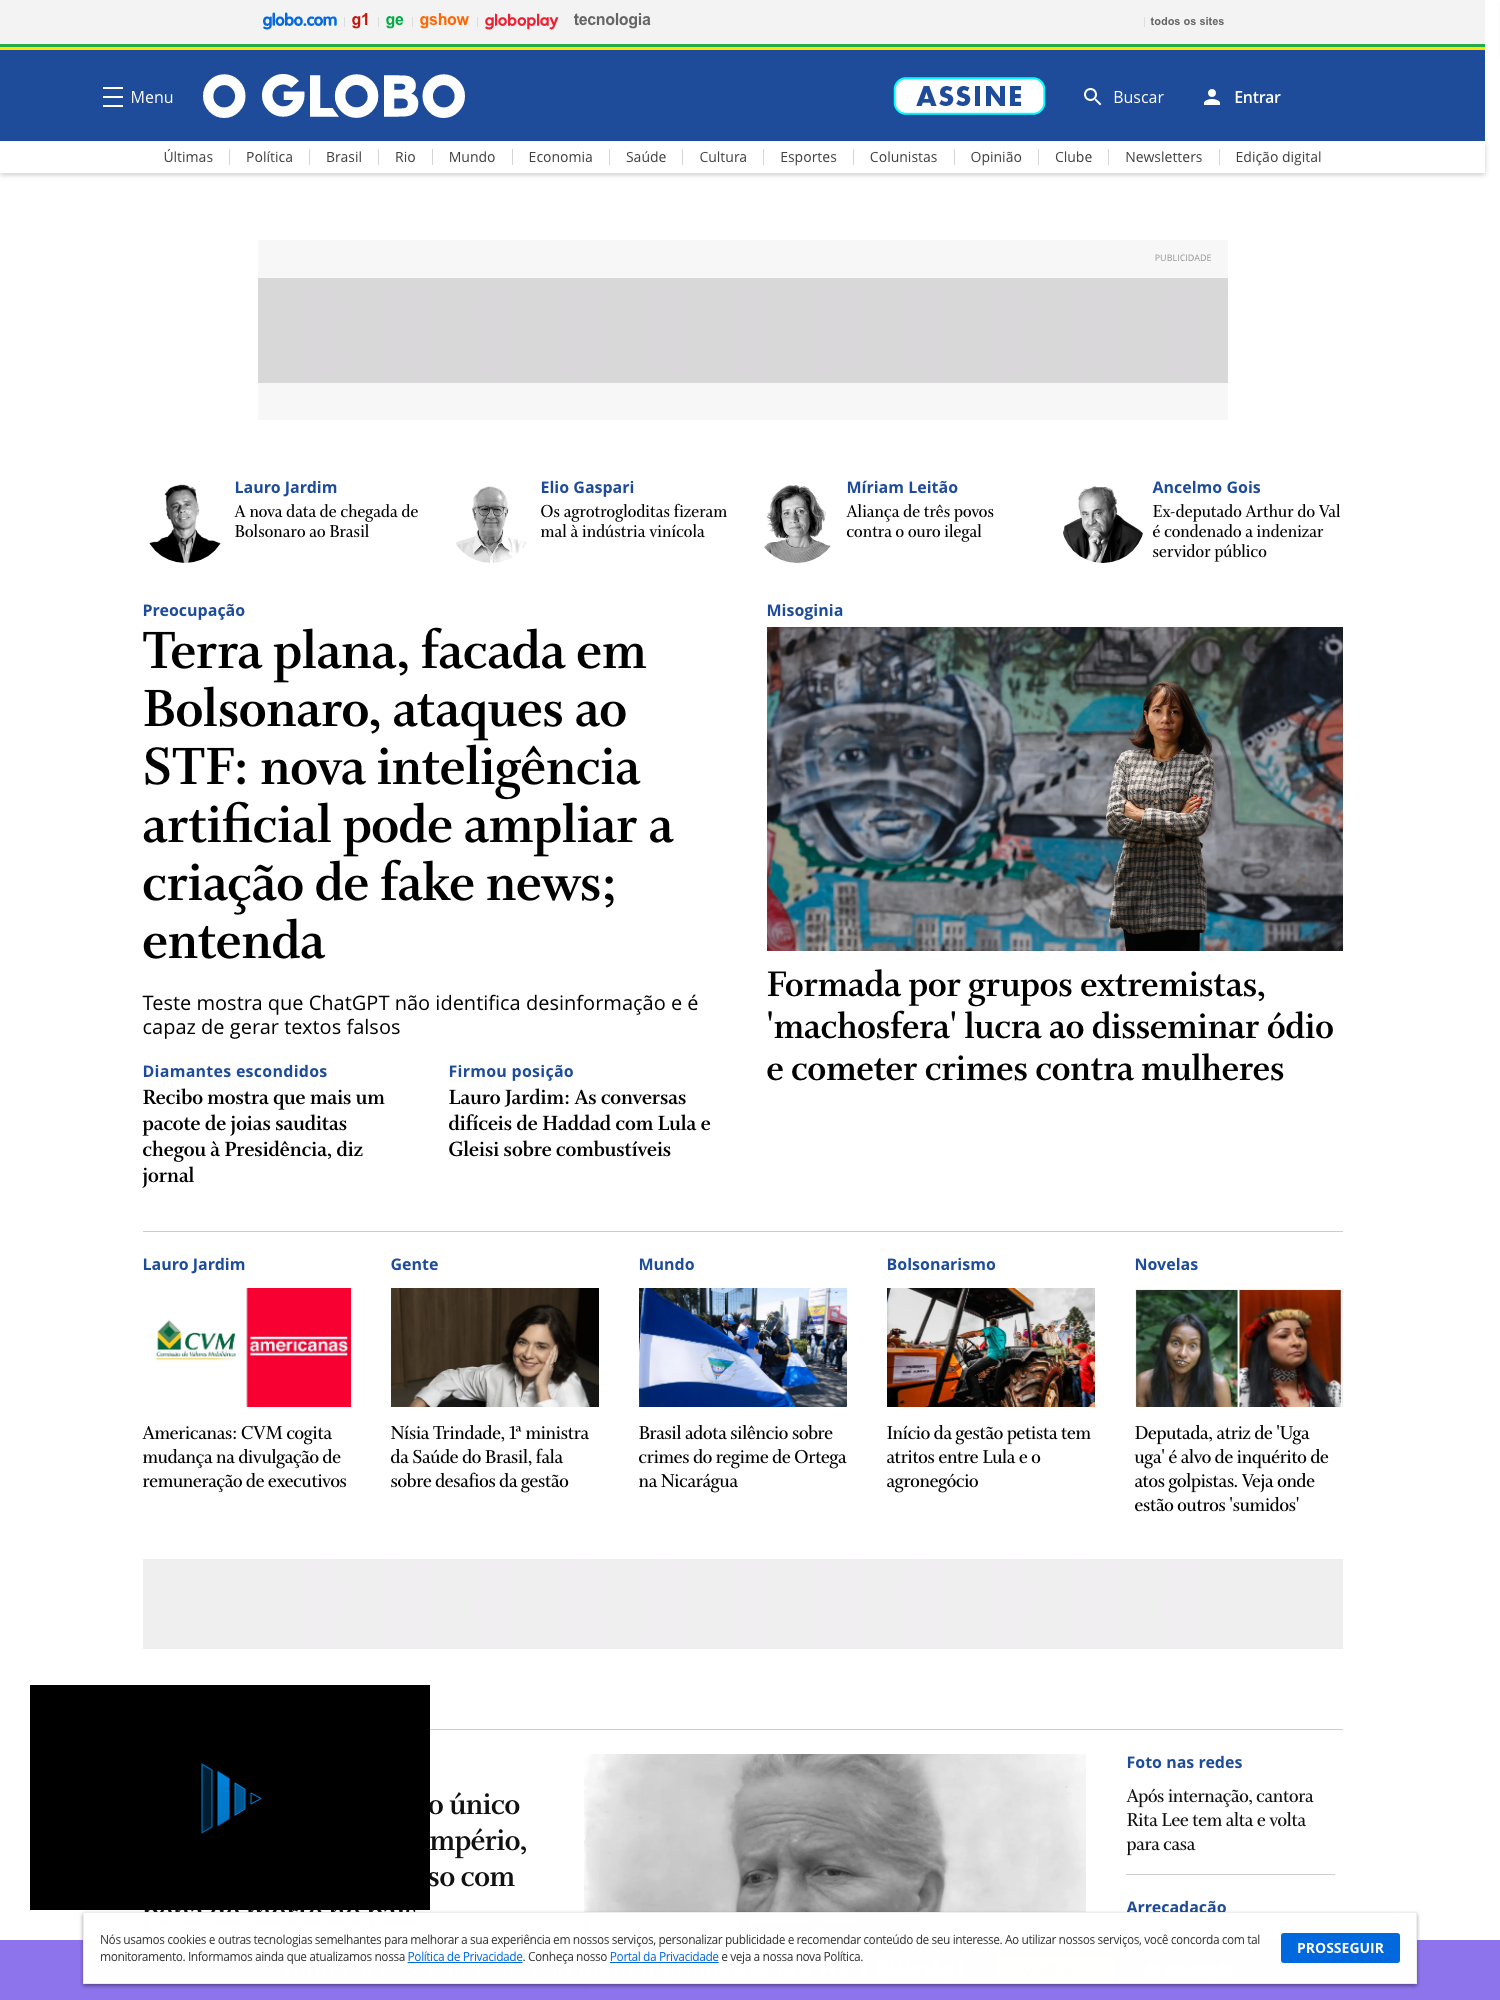 globo.com g1 ge gshow globoplay tecnologia todos os sites
Menu O GLOBO ASSINE Buscar Entrar
Últimas Política Brasil Rio Mundo Economia Saúde Cultura Esportes Colunistas Opinião Clube Newsletters Edição digital
PUBLICIDADE
Lauro Jardim
A nova data de chegada de
Bolsonaro ao Brasil
Elio Gaspari
Os agrotrogloditas fizeram
mal à indústria vinícola
Míriam Leitão
Aliança de três povos
contra o ouro ilegal
Ancelmo Gois
Ex-deputado Arthur do Val
é condenado a indenizar
servidor público
Preocupação
Terra plana, facada em
Bolsonaro, ataques ao
STF: nova inteligência
artificial pode ampliar a
criação de fake news;
entenda
Teste mostra que ChatGPT não identifica desinformação e é
capaz de gerar textos falsos
Diamantes escondidos
Recibo mostra que mais um
pacote de joias sauditas
chegou à Presidência, diz
jornal
Firmou posição
Lauro Jardim: As conversas
difíceis de Haddad com Lula e
Gleisi sobre combustíveis
Misoginia
Formada por grupos extremistas,
'machosfera' lucra ao disseminar ódio
e cometer crimes contra mulheres
Lauro Jardim
CVM
Comissão de Valores Mobiliários
americanas
Americanas: CVM cogita
mudança na divulgação de
remuneração de executivos
Gente
Nísia Trindade, 1ª ministra
da Saúde do Brasil, fala
sobre desafios da gestão
Mundo
Brasil adota silêncio sobre
crimes do regime de Ortega
na Nicarágua
Bolsonarismo
Início da gestão petista tem
atritos entre Lula e o
agronegócio
Novelas
Deputada, atriz de 'Uga
uga' é alvo de inquérito de
atos golpistas. Veja onde
estão outros 'sumidos'
o único
mpério,
so com
Foto nas redes
Após internação, cantora
Rita Lee tem alta e volta
para casa
Arrecadação
Nós usamos cookies e outras tecnologias semelhantes para melhorar a sua experiência em nossos serviços, personalizar publicidade e recomendar conteúdo de seu interesse. Ao utilizar nossos serviços, você concorda com tal
monitoramento. Informamos ainda que atualizamos nossa Política de Privacidade. Conheça nosso Portal da Privacidade e veja a nossa nova Política.
PROSSEGUIR